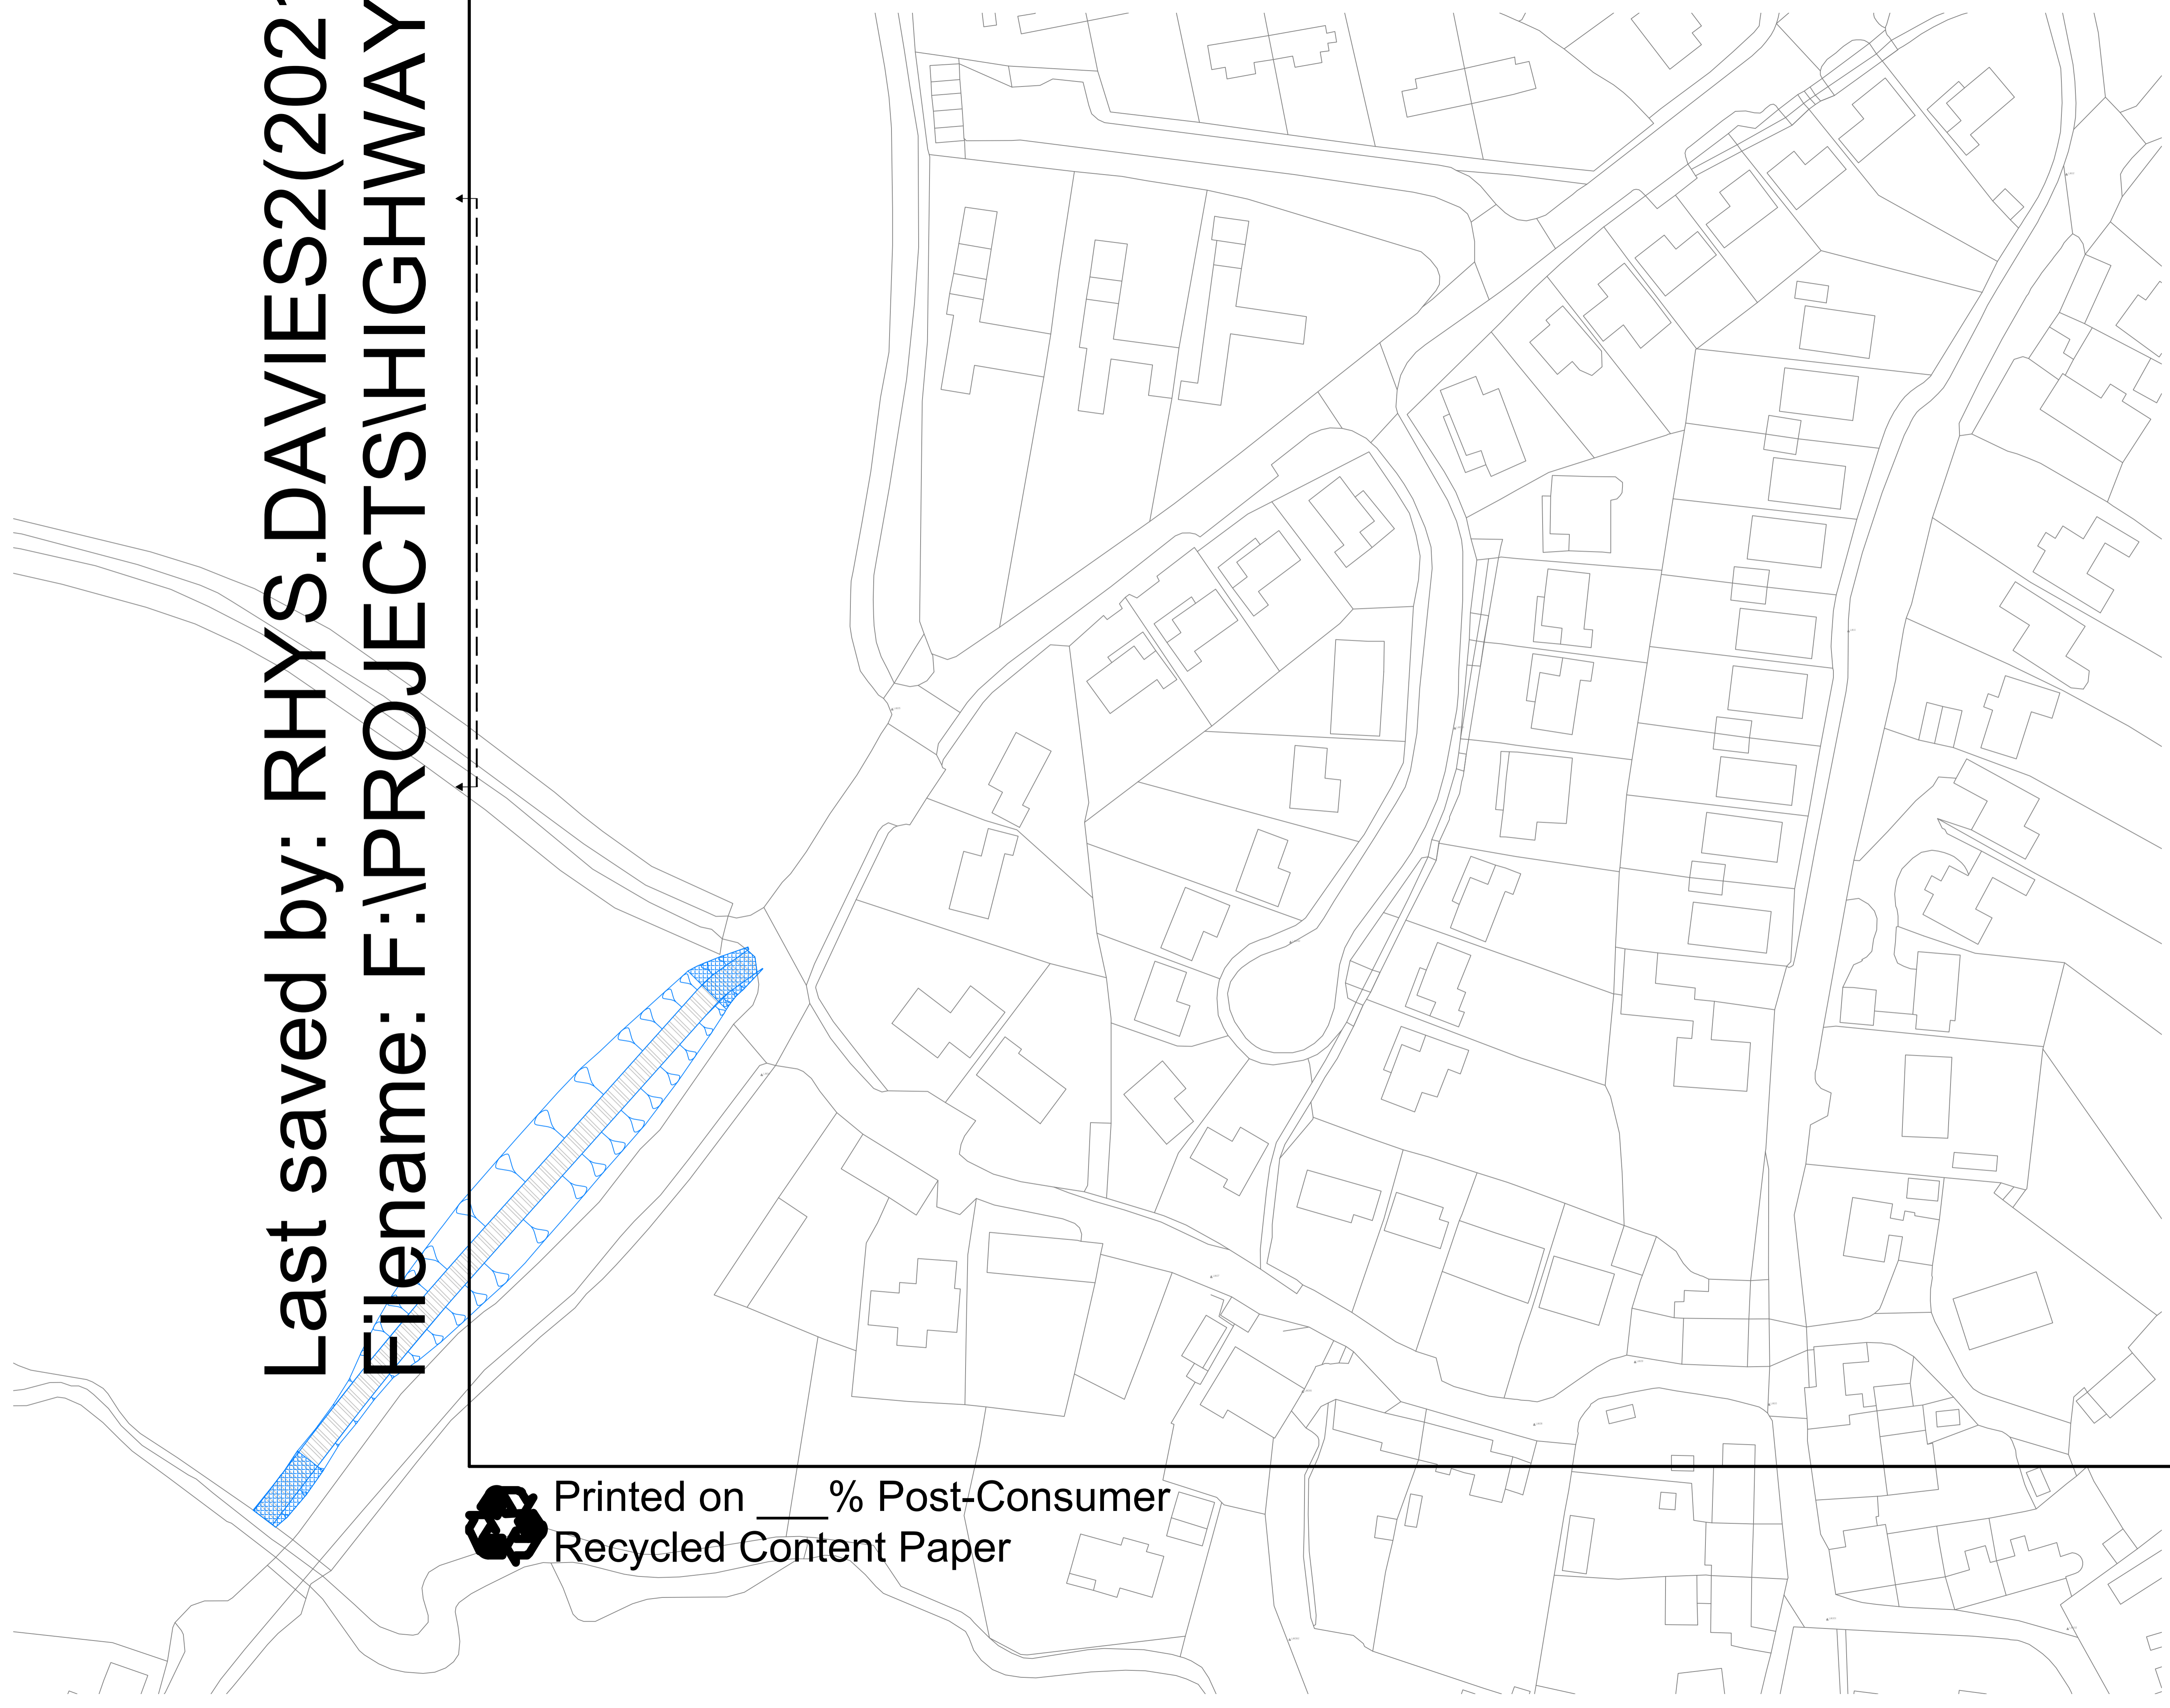 Last saved by: RHYS.DAVIES2(202
Filename: F:\PROJECTS\HIGHWAY
Printed on ___% Post-Consumer
Recycled Content Paper